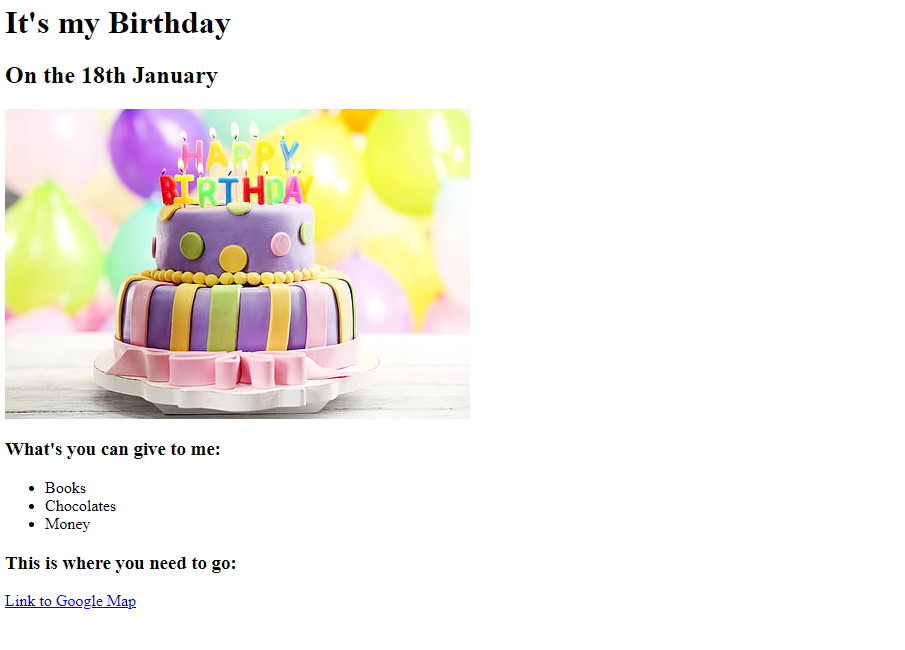 It's my Birthday
On the 18th January
HAPPY
BIRTHDAY
What's you can give to me:
Books
Chocolates
Money
This is where you need to go:
Link to Google Map